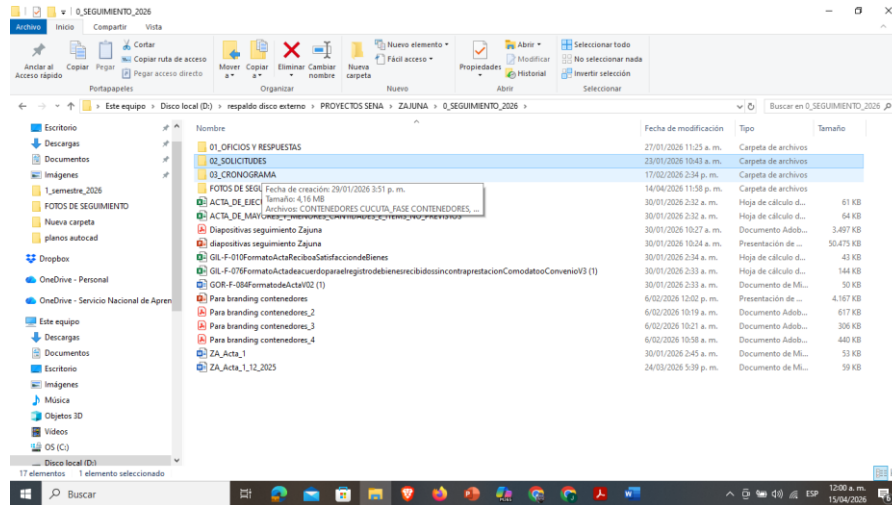 0_SEGUIMIENTO_2026
Archivo Inicio Compartir Vista
Anclar al Acceso rápido
Copiar
Pegar
Cortar
Copiar ruta de acceso
Pegar acceso directo
Portapapeles
Mover a
Copiar a
Eliminar
Cambiar nombre
Organizar
Nueva carpeta
Nuevo elemento
Fácil acceso
Nuevo
Propiedades
Abrir
Modificar
Historial
Abrir
Seleccionar todo
No seleccionar nada
Invertir selección
Seleccionar
Este equipo > Disco local (D:) > respaldo disco externo > PROYECTOS SENA > ZAJUNA > 0_SEGUIMIENTO_2026 >
Buscar en 0_SEGUIMIENTO_2026
Escritorio
Descargas
Documentos
Imágenes
1_semestre_2026
FOTOS DE SEGUIMIENTO
Nueva carpeta
planos autocad
Dropbox
OneDrive - Personal
OneDrive - Servicio Nacional de Apren
Este equipo
Descargas
Documentos
Escritorio
Imágenes
Música
Objetos 3D
Vídeos
OS (C:)
Disco local (D:)
Nombre Fecha de modificación Tipo Tamaño
01_OFICIOS Y RESPUESTAS 27/01/2026 11:25 a. m. Carpeta de archivos
02_SOLICITUDES 23/01/2026 10:43 a. m. Carpeta de archivos
03_CRONOGRAMA 17/02/2026 2:34 p. m. Carpeta de archivos
FOTOS DE SEGU 14/04/2026 11:58 p. m. Carpeta de archivos
Fecha de creación: 29/01/2026 3:51 p. m.
Tamaño: 4,16 MB
Archivos: CONTENEDORES CUCUTA_FASE CONTENEDORES, ...
ACTA_DE_EJEC 30/01/2026 2:32 a. m. Hoja de cálculo d... 61 KB
ACTA_DE_MAYORES_Y_MENORES_CANTIDADES_E_ITEMS_NO_PREVISTOS 30/01/2026 2:32 a. m. Hoja de cálculo d... 64 KB
Diapositivas seguimiento Zajuna 30/01/2026 10:27 a. m. Documento Adob... 3.497 KB
diapositivas seguimiento Zajuna 30/01/2026 10:24 a. m. Presentación de ... 50.475 KB
GIL-F-010FormatoActaReciboaSatisfacciondeBienes 30/01/2026 2:34 a. m. Hoja de cálculo d... 43 KB
GIL-F-076FormatoActadeacuerdoparaelregistrodebienesrecibidossincontraprestacionComodatooConvenioV3 (1) 30/01/2026 2:33 a. m. Hoja de cálculo d... 144 KB
GOR-F-084FormatodeActaV02 (1) 30/01/2026 2:33 a. m. Documento de Mi... 50 KB
Para branding contenedores 6/02/2026 12:02 p. m. Presentación de ... 4.167 KB
Para branding contenedores_2 6/02/2026 10:19 a. m. Documento Adob... 617 KB
Para branding contenedores_3 6/02/2026 10:21 a. m. Documento Adob... 306 KB
Para branding contenedores_4 6/02/2026 10:58 a. m. Documento Adob... 440 KB
ZA_Acta_1 30/01/2026 2:45 a. m. Documento de Mi... 53 KB
ZA_Acta_1_12_2025 24/03/2026 5:39 p. m. Documento de Mi... 59 KB
17 elementos 1 elemento seleccionado
Buscar
ESP
12:00 a. m.
15/04/2026